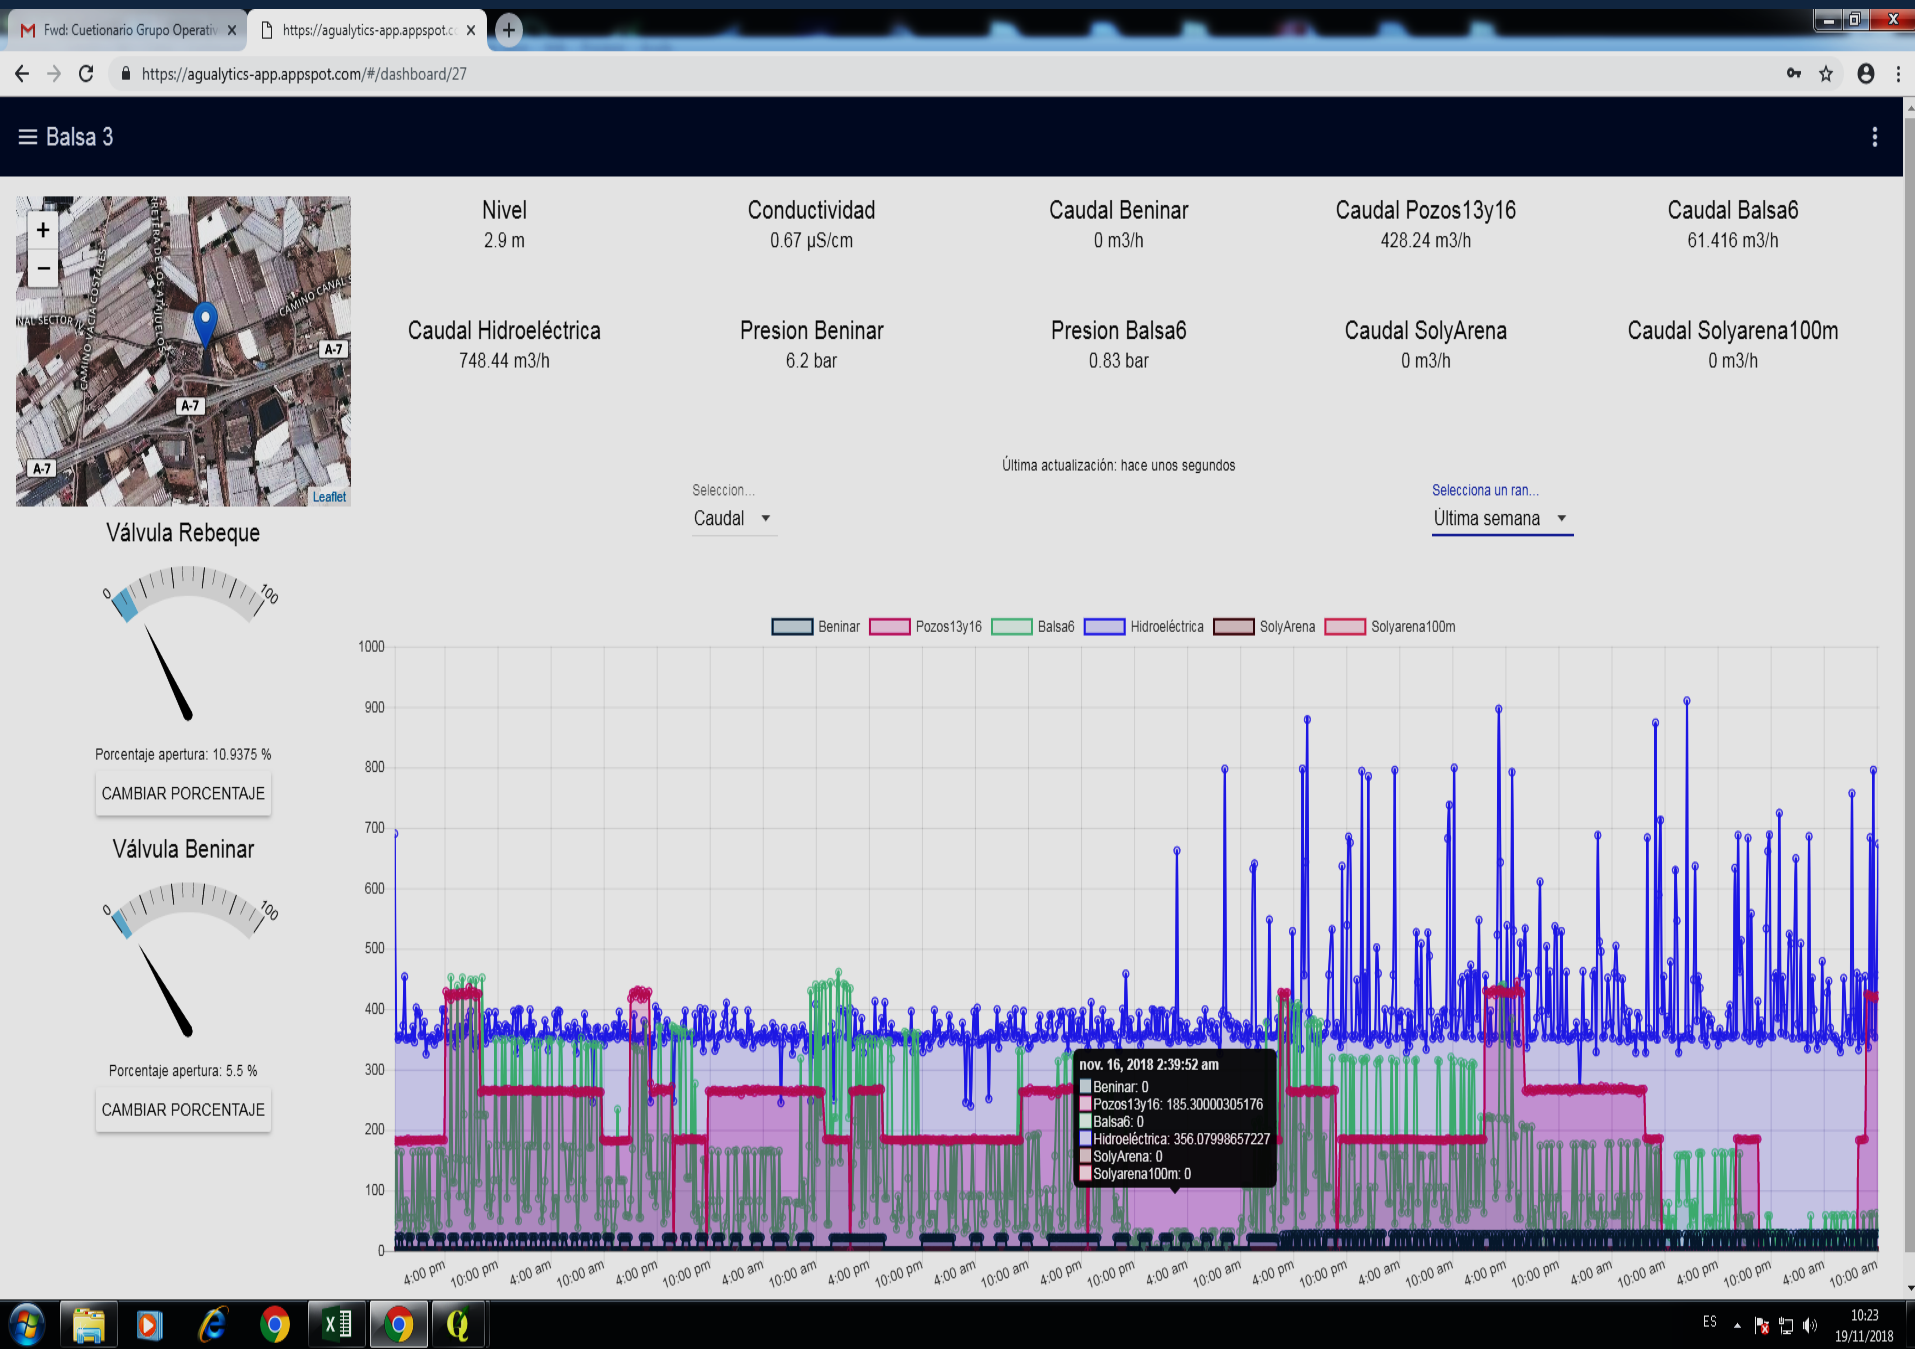 Fwd: Cuetionario Grupo Operativ
https://agualytics-app.appspot.c
https://agualytics-app.appspot.com/#/dashboard/27
Balsa 3
+
−
CARRETERA DE LOS ATAJUELOS
CAMINO VACIA COSTALES
CAMINO CANAL S
NAL SECTOR IV
A-7
A-7
A-7
Leaflet
Nivel
2.9 m
Conductividad
0.67 µS/cm
Caudal Beninar
0 m3/h
Caudal Pozos13y16
428.24 m3/h
Caudal Balsa6
61.416 m3/h
Caudal Hidroeléctrica
748.44 m3/h
Presion Beninar
6.2 bar
Presion Balsa6
0.83 bar
Caudal SolyArena
0 m3/h
Caudal Solyarena100m
0 m3/h
Última actualización: hace unos segundos
Seleccion...
Caudal
Selecciona un ran...
Última semana
Válvula Rebeque
0 100
Porcentaje apertura: 10.9375 %
CAMBIAR PORCENTAJE
Válvula Beninar
0 100
Porcentaje apertura: 5.5 %
CAMBIAR PORCENTAJE
Beninar Pozos13y16 Balsa6 Hidroeléctrica SolyArena Solyarena100m
1000
900
800
700
600
500
400
300
200
100
0
nov. 16, 2018 2:39:52 am
Beninar: 0
Pozos13y16: 185.30000305176
Balsa6: 0
Hidroeléctrica: 356.07998657227
SolyArena: 0
Solyarena100m: 0
4:00 pm 10:00 pm 4:00 am 10:00 am 4:00 pm 10:00 pm 4:00 am 10:00 am 4:00 pm 10:00 pm 4:00 am 10:00 am 4:00 pm 10:00 pm 4:00 am 10:00 am 4:00 pm 10:00 pm 4:00 am 10:00 am 4:00 pm 10:00 pm 4:00 am 10:00 am 4:00 pm 10:00 pm 4:00 am 10:00 am
ES
10:23
19/11/2018